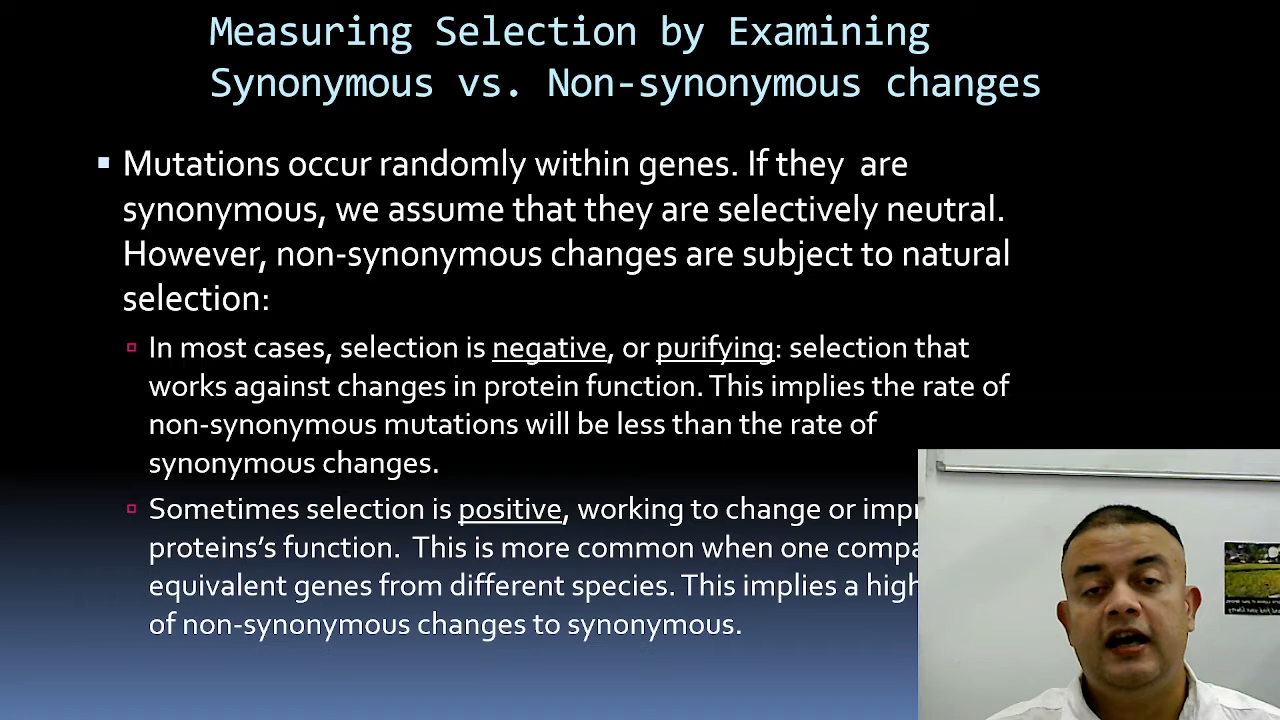 Measuring Selection by Examining
Synonymous vs. Non-synonymous changes
Mutations occur randomly within genes. If they are
synonymous, we assume that they are selectively neutral.
However, non-synonymous changes are subject to natural
selection:
In most cases, selection is negative, or purifying: selection that
works against changes in protein function. This implies the rate of
non-synonymous mutations will be less than the rate of
synonymous changes.
Sometimes selection is positive, working to change or
proteins's function. This is more common when one
equivalent genes from different species. This implies a
of non-synonymous changes to synonymous.